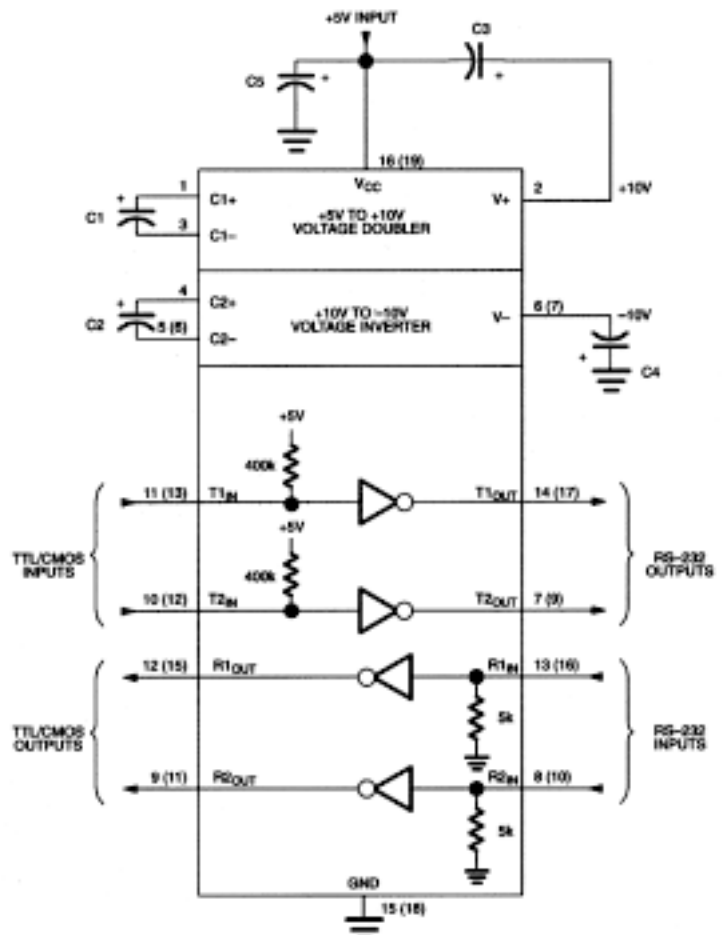 +5V INPUT
C3
C5
+
+
16 (19)
VCC
1
C1+
+5V TO +10V
VOLTAGE DOUBLER
V+
2
+10V
+
C1
3
C1–
4
C2+
+10V TO –10V
VOLTAGE INVERTER
V–
6 (7)
–10V
+
C2
5 (6)
C2–
+
C4
+5V
400k
11 (13)
T1IN
T1OUT
14 (17)
+5V
TTL/CMOS
INPUTS
400k
RS–232
OUTPUTS
10 (12)
T2IN
T2OUT
7 (9)
12 (15)
R1OUT
R1IN
13 (16)
TTL/CMOS
OUTPUTS
5k
RS–232
INPUTS
9 (11)
R2OUT
R2IN
8 (10)
5k
GND
15 (18)